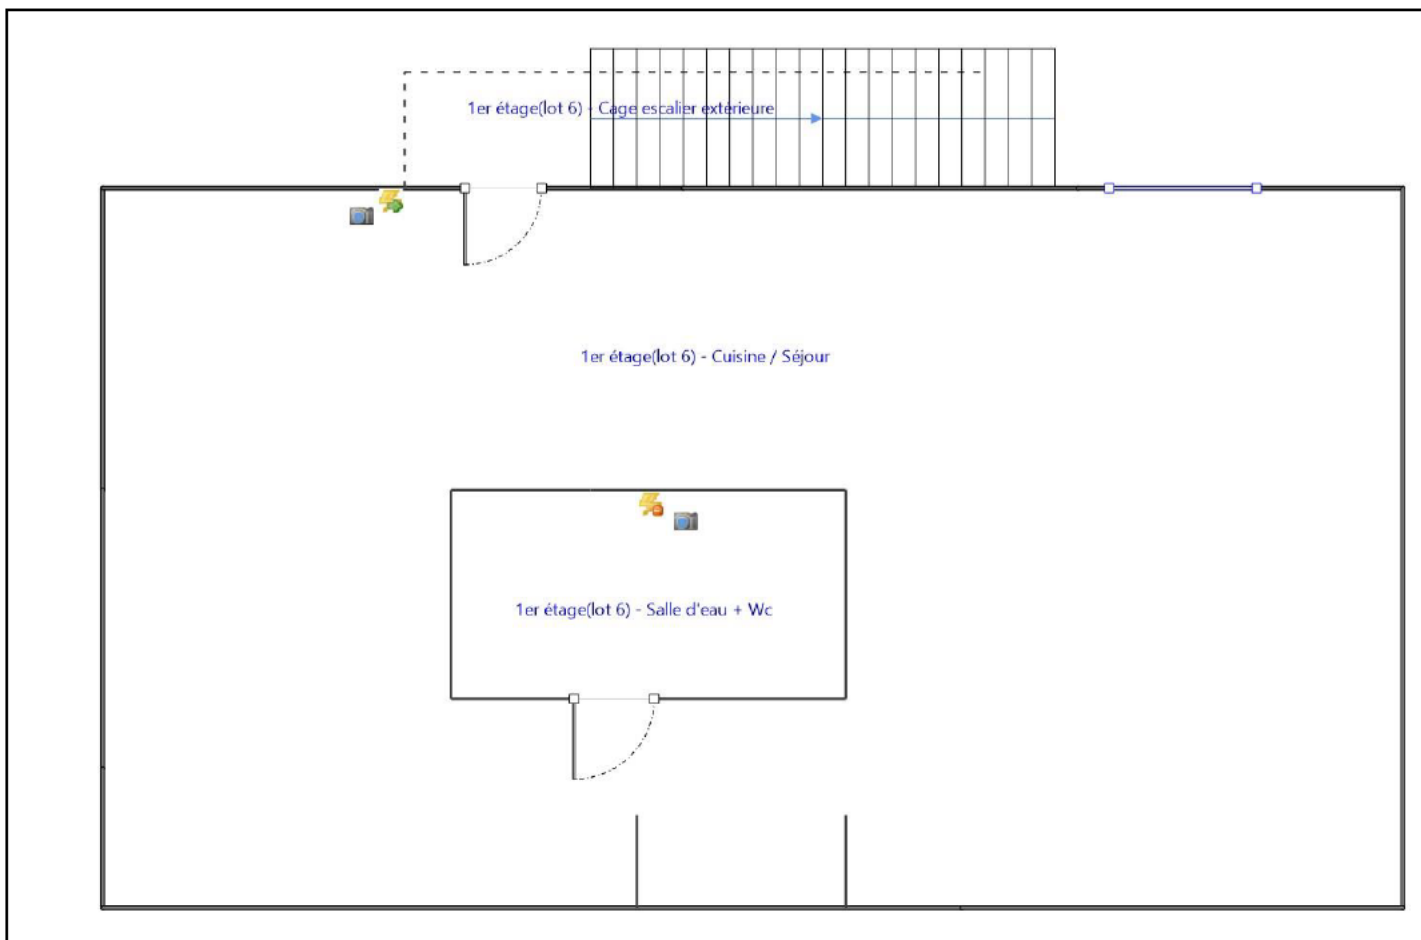 1er étage(lot 6) - Cage escalier extérieure
1er étage(lot 6) - Cuisine / Séjour
1er étage(lot 6) - Salle d'eau + Wc